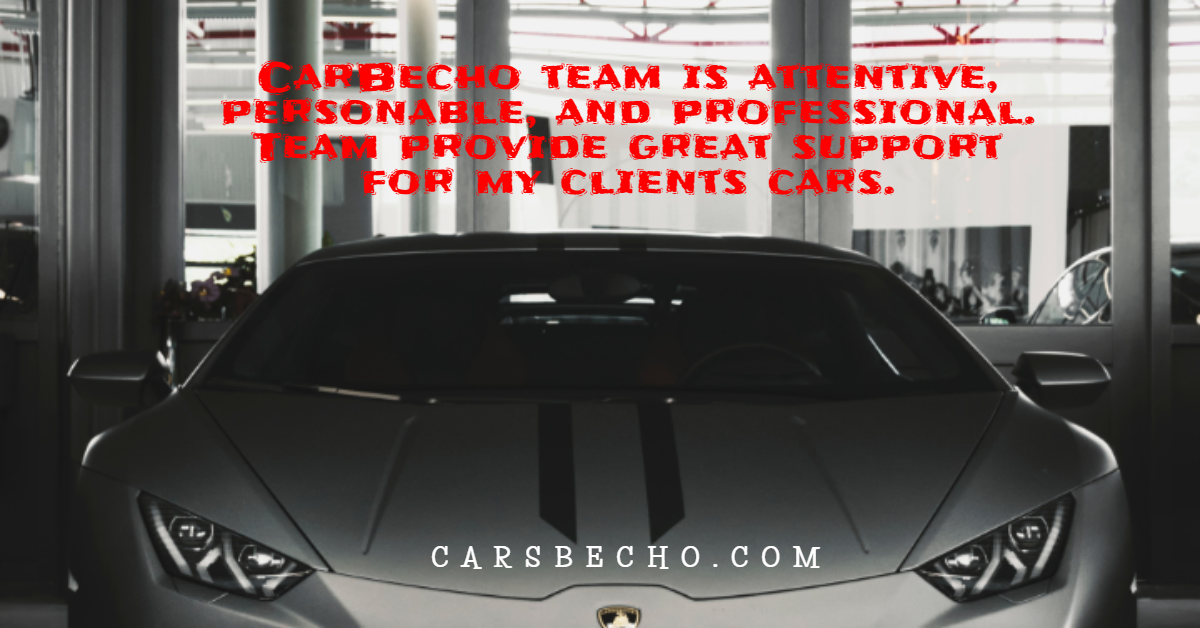 CarBecho team is attentive,
personable, and professional.
Team provide great support
for my clients cars.
CARSBECHO.COM